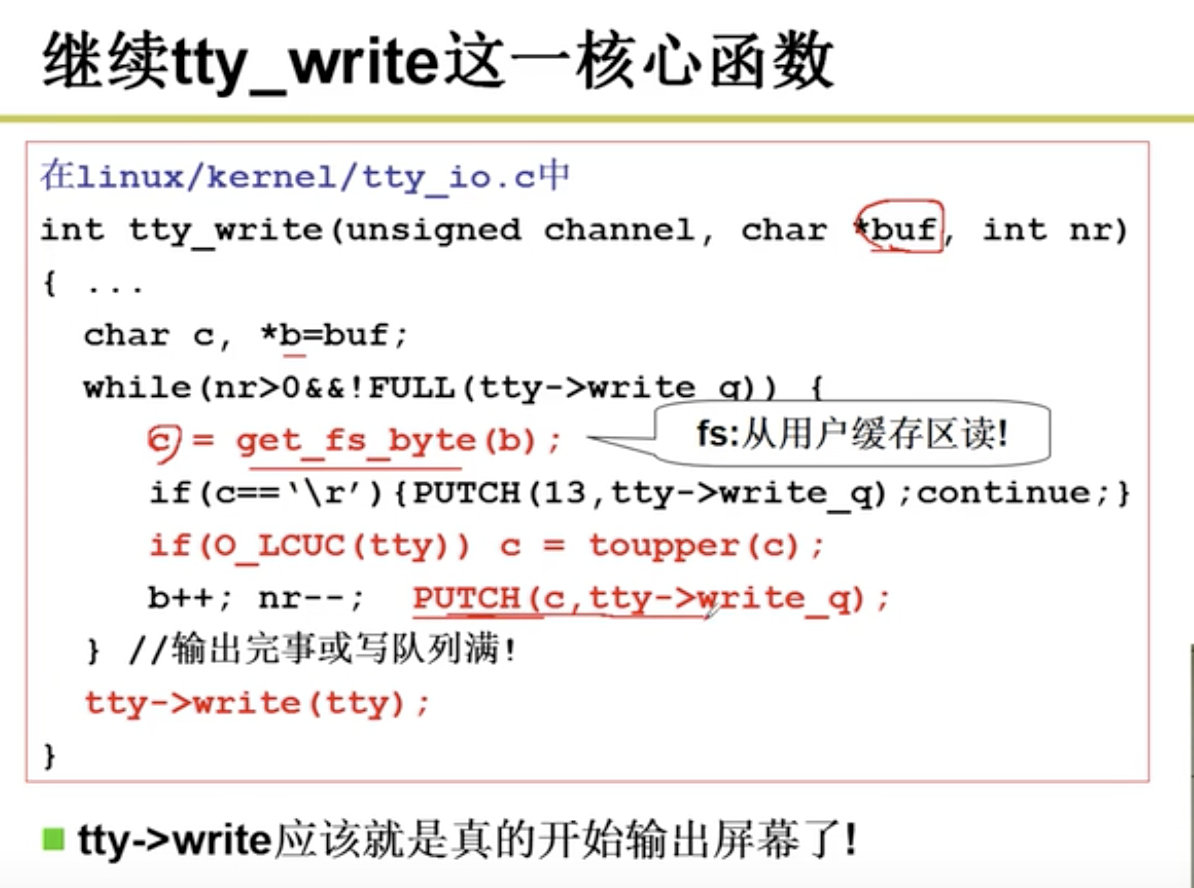 继续tty_write这一核心函数
在linux/kernel/tty_io.c中
int tty_write(unsigned channel, char *buf, int nr)
{ ...
char c, *b=buf;
while(nr>0&&!FULL(tty->write_q)) {
c = get_fs_byte(b);
fs:从用户缓存区读!
if(c==‘\r’){PUTCH(13,tty->write_q);continue;}
if(O_LCUC(tty)) c = toupper(c);
b++; nr--; PUTCH(c,tty->write_q);
} //输出完事或写队列满!
tty->write(tty);
}
tty->write应该就是真的开始输出屏幕了!